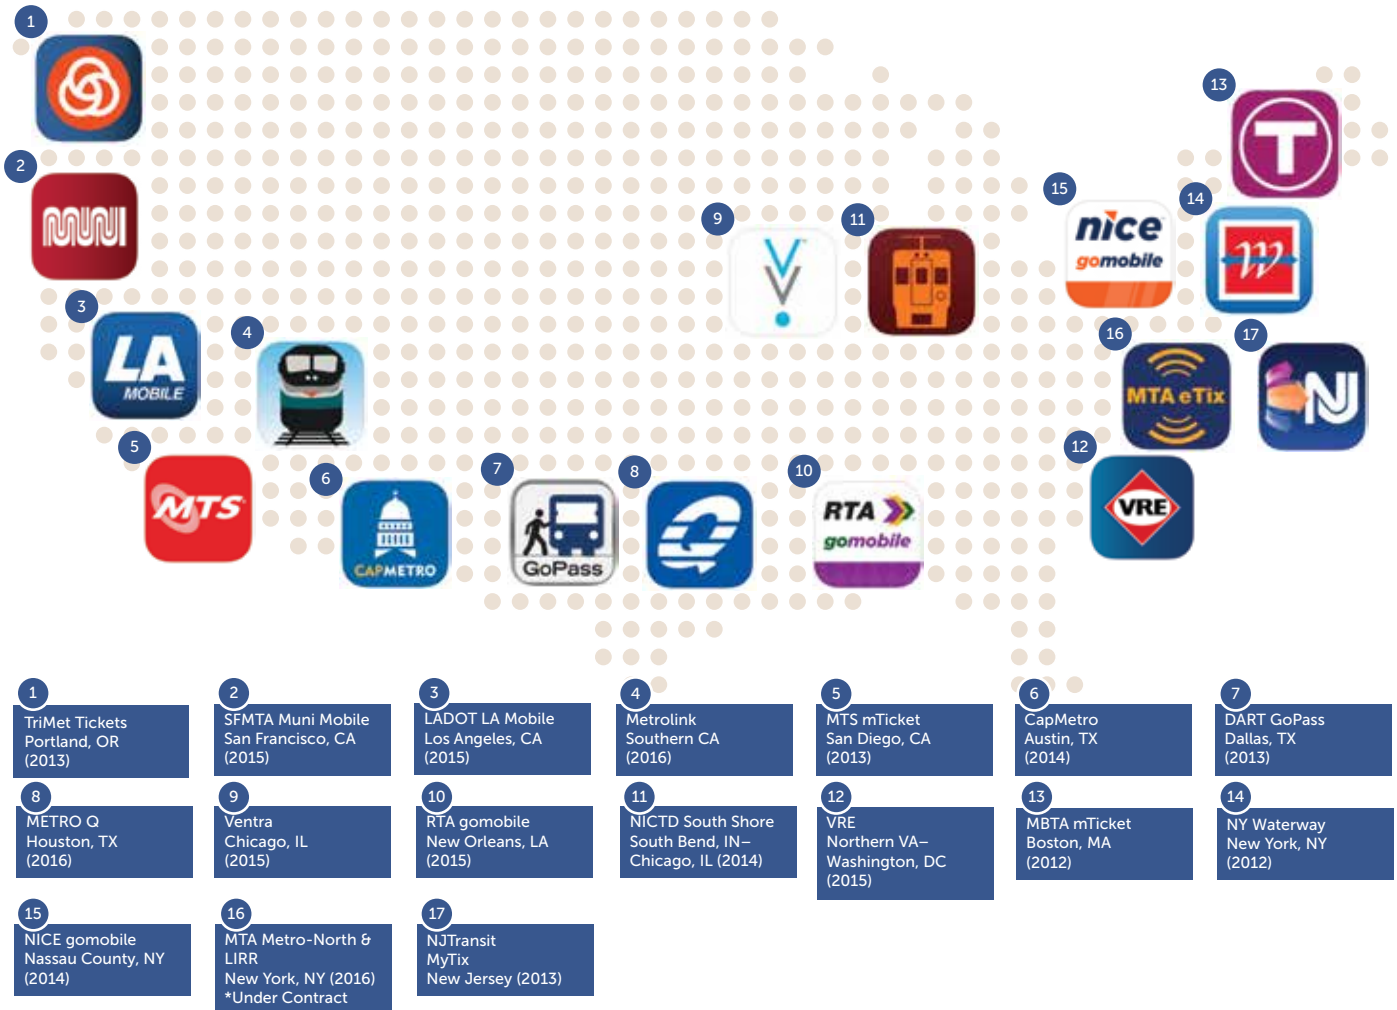 1
13
2
15
14
9
11
nice
gomobile
W
3
4
16
17
LA
MOBILE
MTA eTix
NJ
5
12
7
8
10
6
MTS
VRE
RTA
gomobile
CAPMETRO
GoPass
Q
T
MUNI
1
TriMet Tickets
Portland, OR
(2013)
2
SFMTA Muni Mobile
San Francisco, CA
(2015)
3
LADOT LA Mobile
Los Angeles, CA
(2015)
4
Metrolink
Southern CA
(2016)
5
MTS mTicket
San Diego, CA
(2013)
6
CapMetro
Austin, TX
(2014)
7
DART GoPass
Dallas, TX
(2013)
8
METRO Q
Houston, TX
(2016)
9
Ventra
Chicago, IL
(2015)
10
RTA gomobile
New Orleans, LA
(2015)
11
NICTD South Shore
South Bend, IN–
Chicago, IL (2014)
12
VRE
Northern VA–
Washington, DC
(2015)
13
MBTA mTicket
Boston, MA
(2012)
14
NY Waterway
New York, NY
(2012)
15
NICE gomobile
Nassau County, NY
(2014)
16
MTA Metro-North &
LIRR
New York, NY (2016)
*Under Contract
17
NJTransit
MyTix
New Jersey (2013)